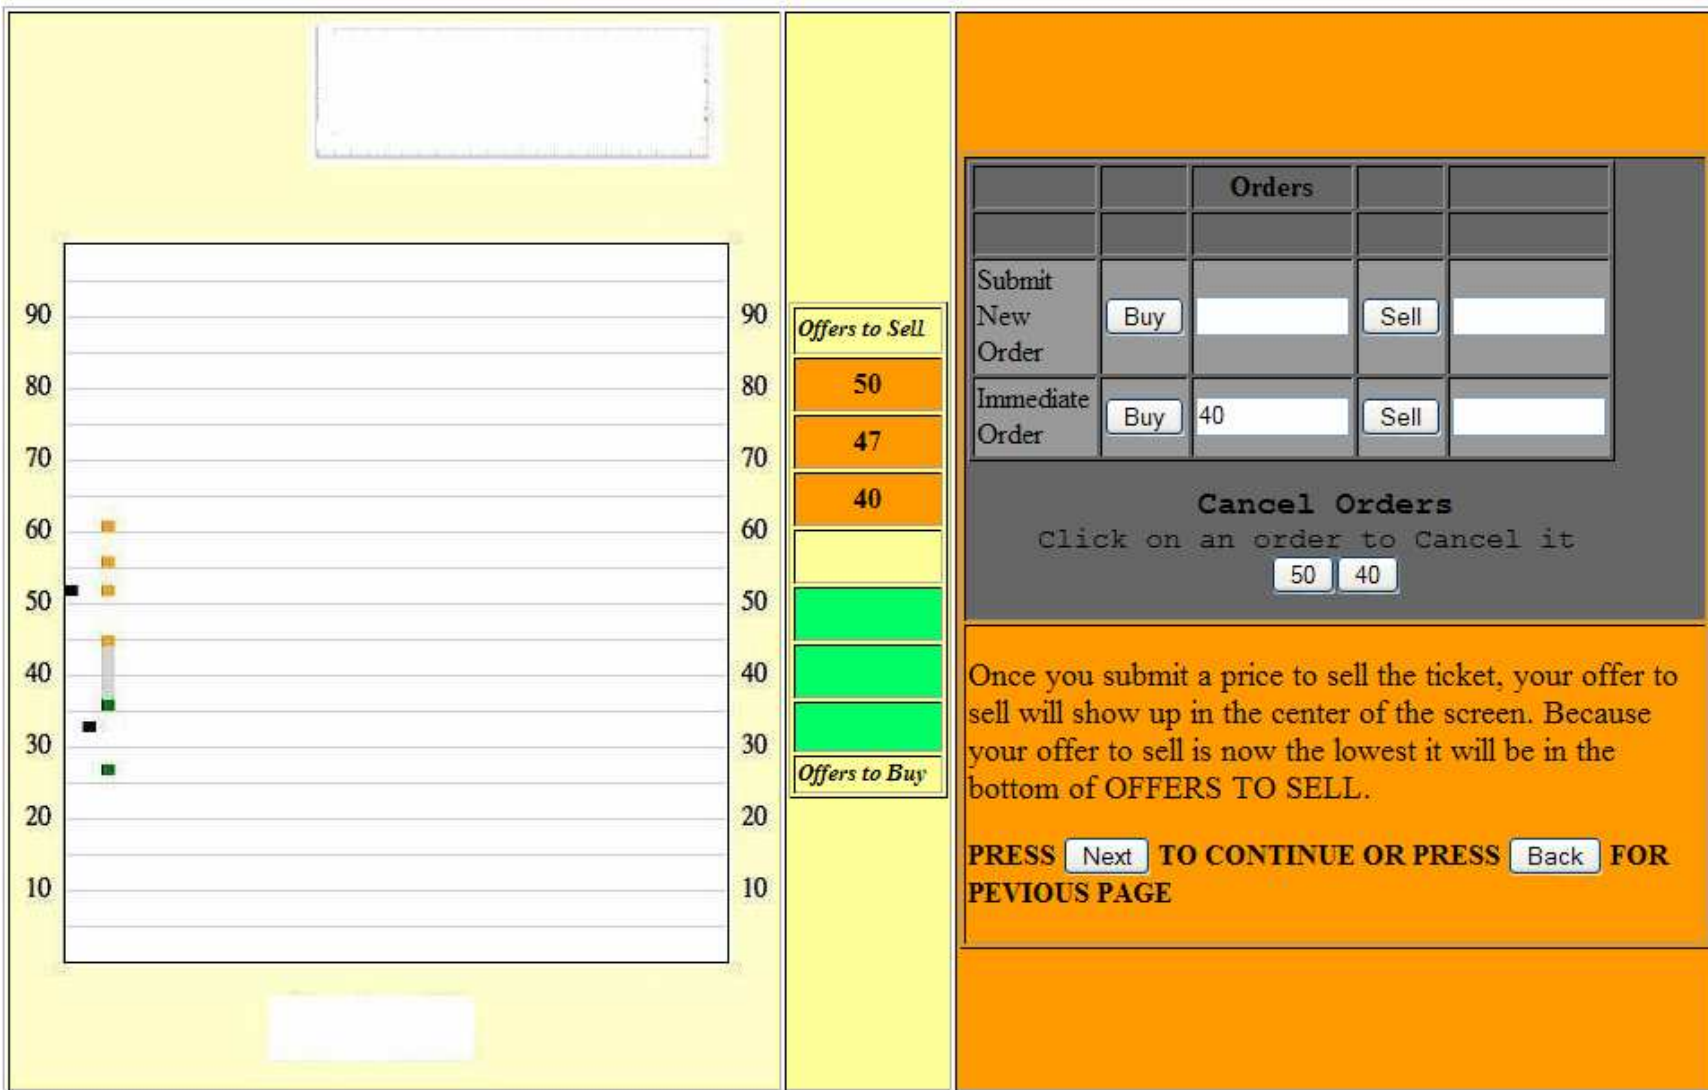 90
80
70
60
50
40
30
20
10
90
80
70
60
50
40
30
20
10
Offers to Sell
50
47
40
Offers to Buy
Orders
Submit
New
Order
Buy
Sell
Immediate
Order
Buy
40
Sell
Cancel Orders
Click on an order to Cancel it
50 40
Once you submit a price to sell the ticket, your offer to
sell will show up in the center of the screen. Because
your offer to sell is now the lowest it will be in the
bottom of OFFERS TO SELL.
PRESS Next TO CONTINUE OR PRESS Back FOR
PEVIOUS PAGE